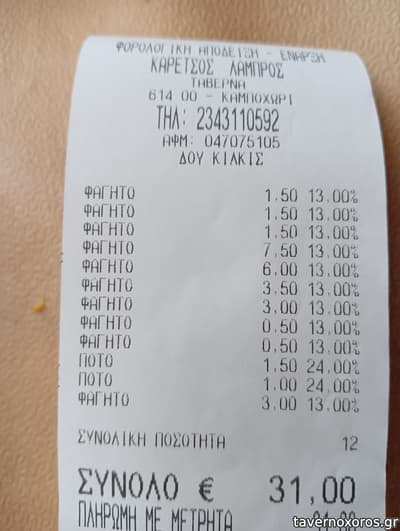 ΦΟΡΟΛΟΓΙΚΗ ΑΠΟΔΕΙΞΗ - ΕΝΑΡΞΗ
ΚΑΡΕΤΣΟΣ ΛΑΜΠΡΟΣ
ΤΑΒΕΡΝΑ
614 00 - ΚΑΜΠΟΧΩΡΙ
ΤΗΛ: 2343110592
ΑΦΜ: 047075105
ΔΟΥ ΚΙΛΚΙΣ
ΦΑΓΗΤΟ 1.50 13.00%
ΦΑΓΗΤΟ 1.50 13.00%
ΦΑΓΗΤΟ 1.50 13.00%
ΦΑΓΗΤΟ 7.50 13.00%
ΦΑΓΗΤΟ 6.00 13.00%
ΦΑΓΗΤΟ 3.50 13.00%
ΦΑΓΗΤΟ 3.00 13.00%
ΦΑΓΗΤΟ 0.50 13.00%
ΦΑΓΗΤΟ 0.50 13.00%
ΠΟΤΟ 1.50 24.00%
ΠΟΤΟ 1.00 24.00%
ΦΑΓΗΤΟ 3.00 13.00%
ΣΥΝΟΛΙΚΗ ΠΟΣΟΤΗΤΑ 12
ΣΥΝΟΛΟ € 31,00
ΠΛΗΡΩΜΗ ΜΕ ΜΕΤΡΗΤΑ
tavernoxoros.gr